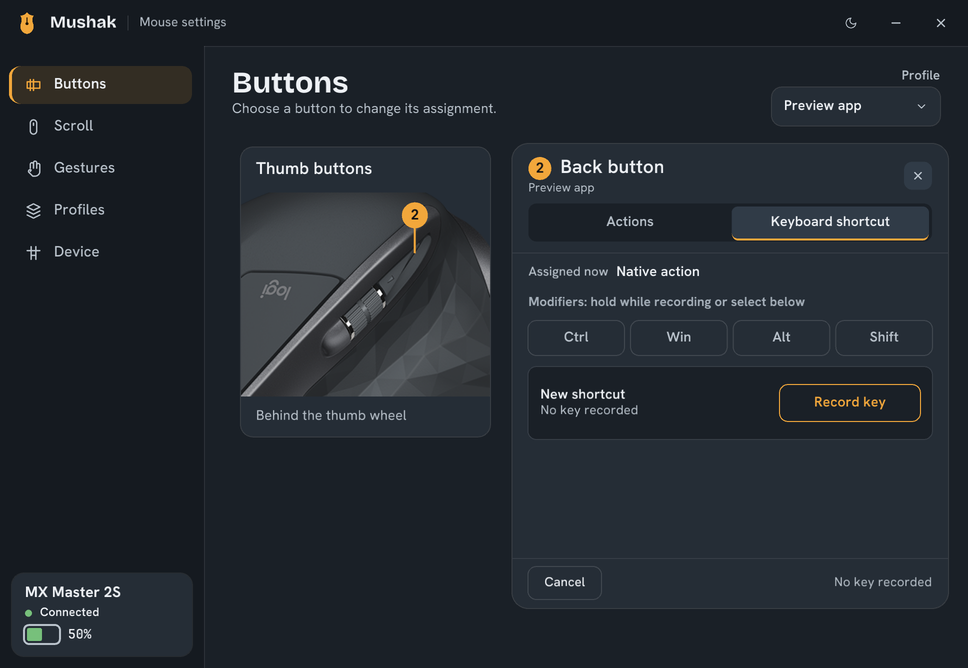 Mushak
Mouse settings
Buttons
Scroll
Gestures
Profiles
Device
MX Master 2S
Connected
50%
Buttons
Choose a button to change its assignment.
Profile
Preview app
Thumb buttons
2
logi
Behind the thumb wheel
2 Back button
Preview app
Actions
Keyboard shortcut
Assigned now Native action
Modifiers: hold while recording or select below
Ctrl
Win
Alt
Shift
New shortcut
No key recorded
Record key
Cancel
No key recorded